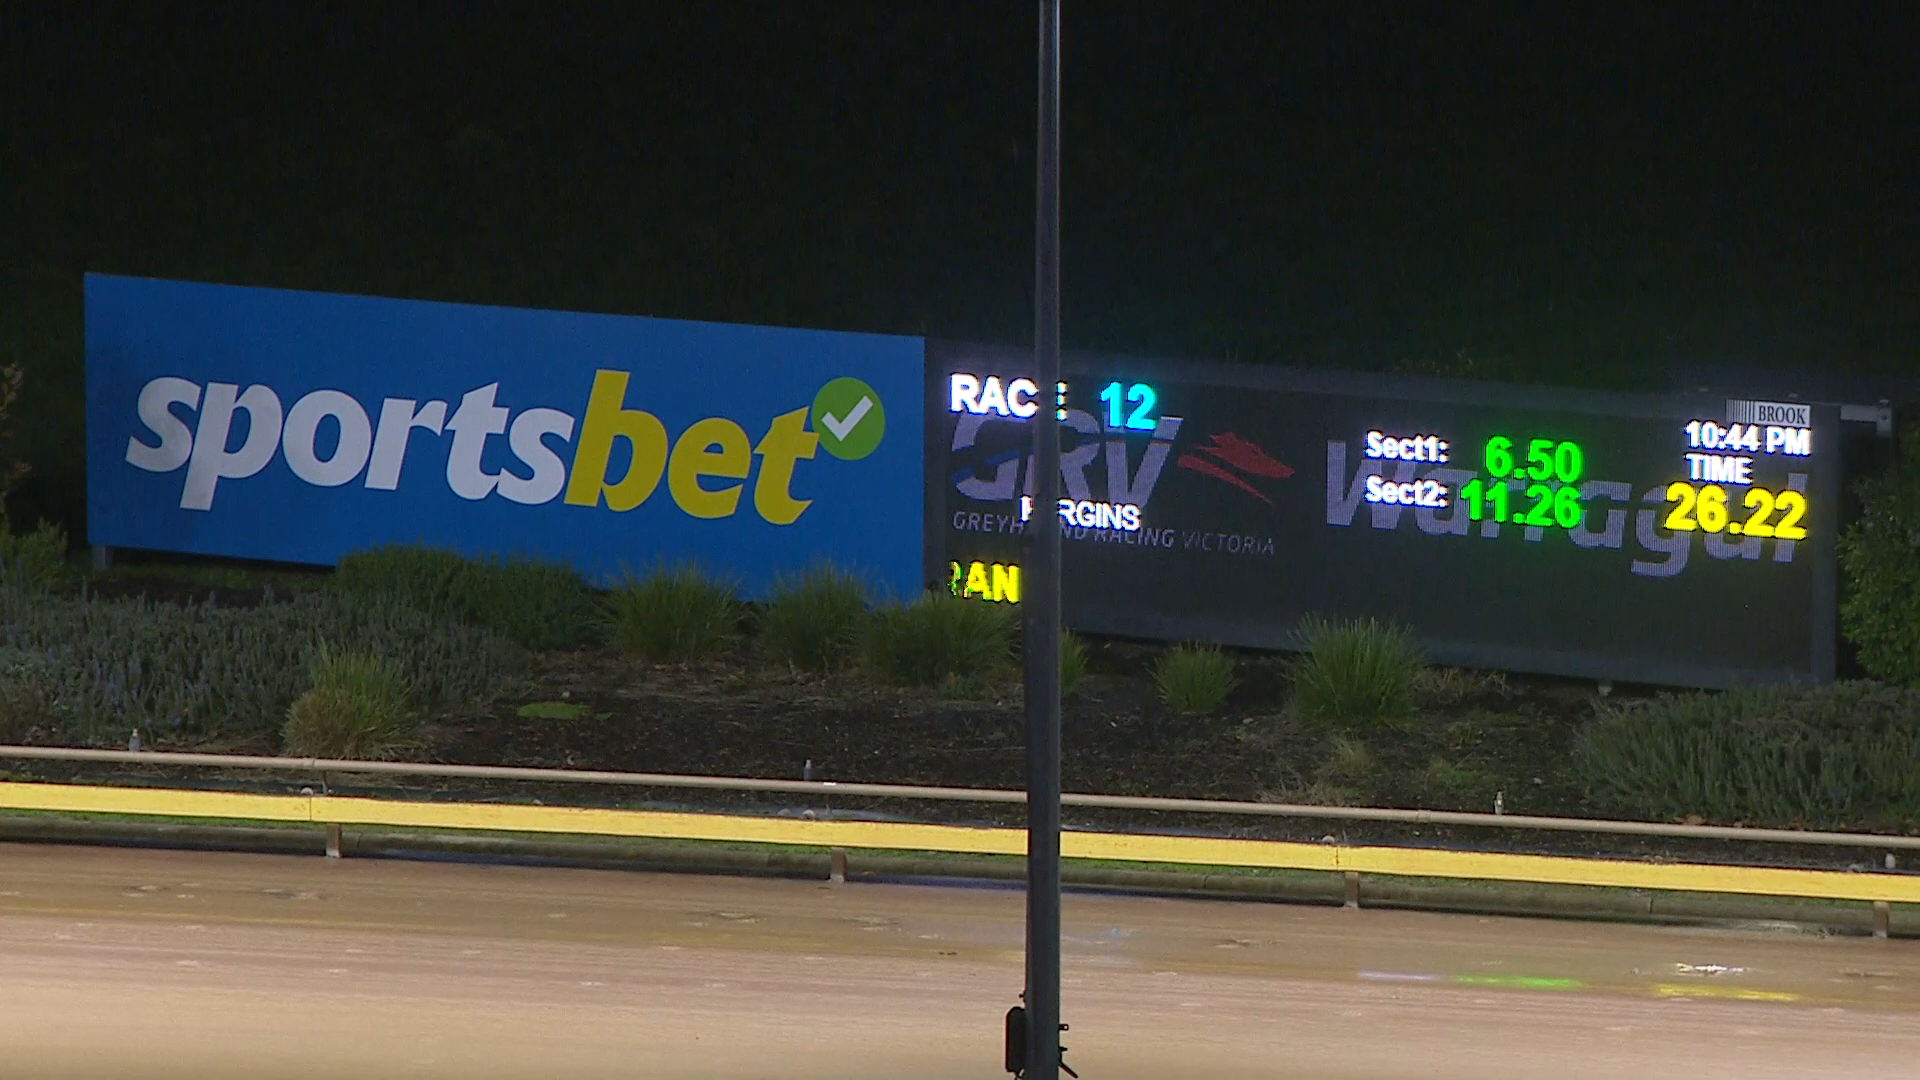 sportsbet
RACE 12
GRV
GREYHOUND RACING VICTORIA
Warragul
BROOK
10:44 PM
Sect1: 6.50
TIME
Sect2: 11.26
26.22